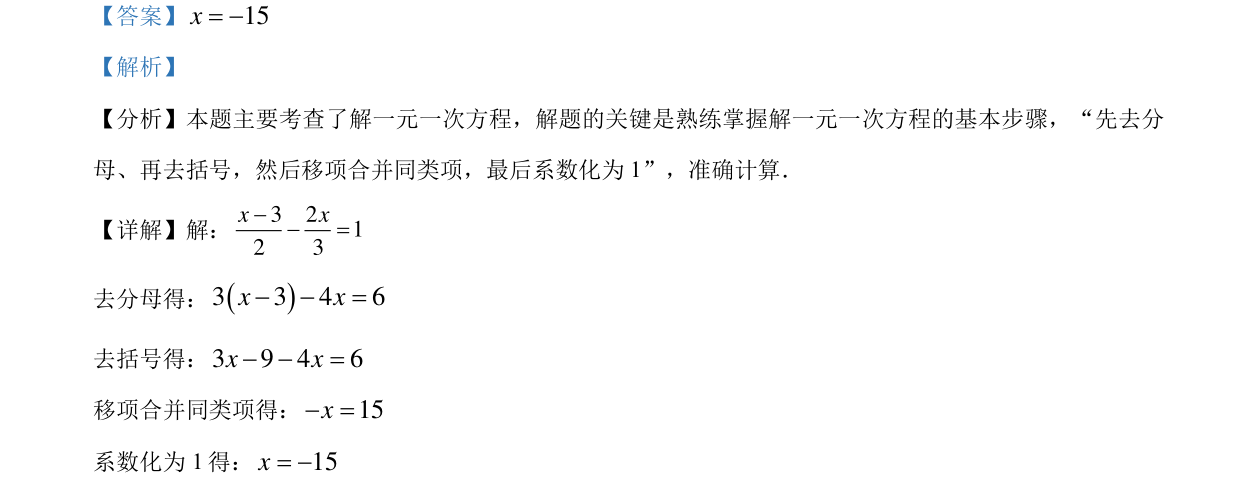 【答案】x = −15
【解析】
【分析】本题主要考查了解一元一次方程，解题的关键是熟练掌握解一元一次方程的基本步骤，“先去分
母、再去括号，然后移项合并同类项，最后系数化为 1”，准确计算．
【详解】解：\frac{x-3}{2} − \frac{2x}{3} = 1
去分母得：3(x − 3) − 4x = 6
去括号得：3x − 9 − 4x = 6
移项合并同类项得：−x = 15
系数化为 1 得：x = −15